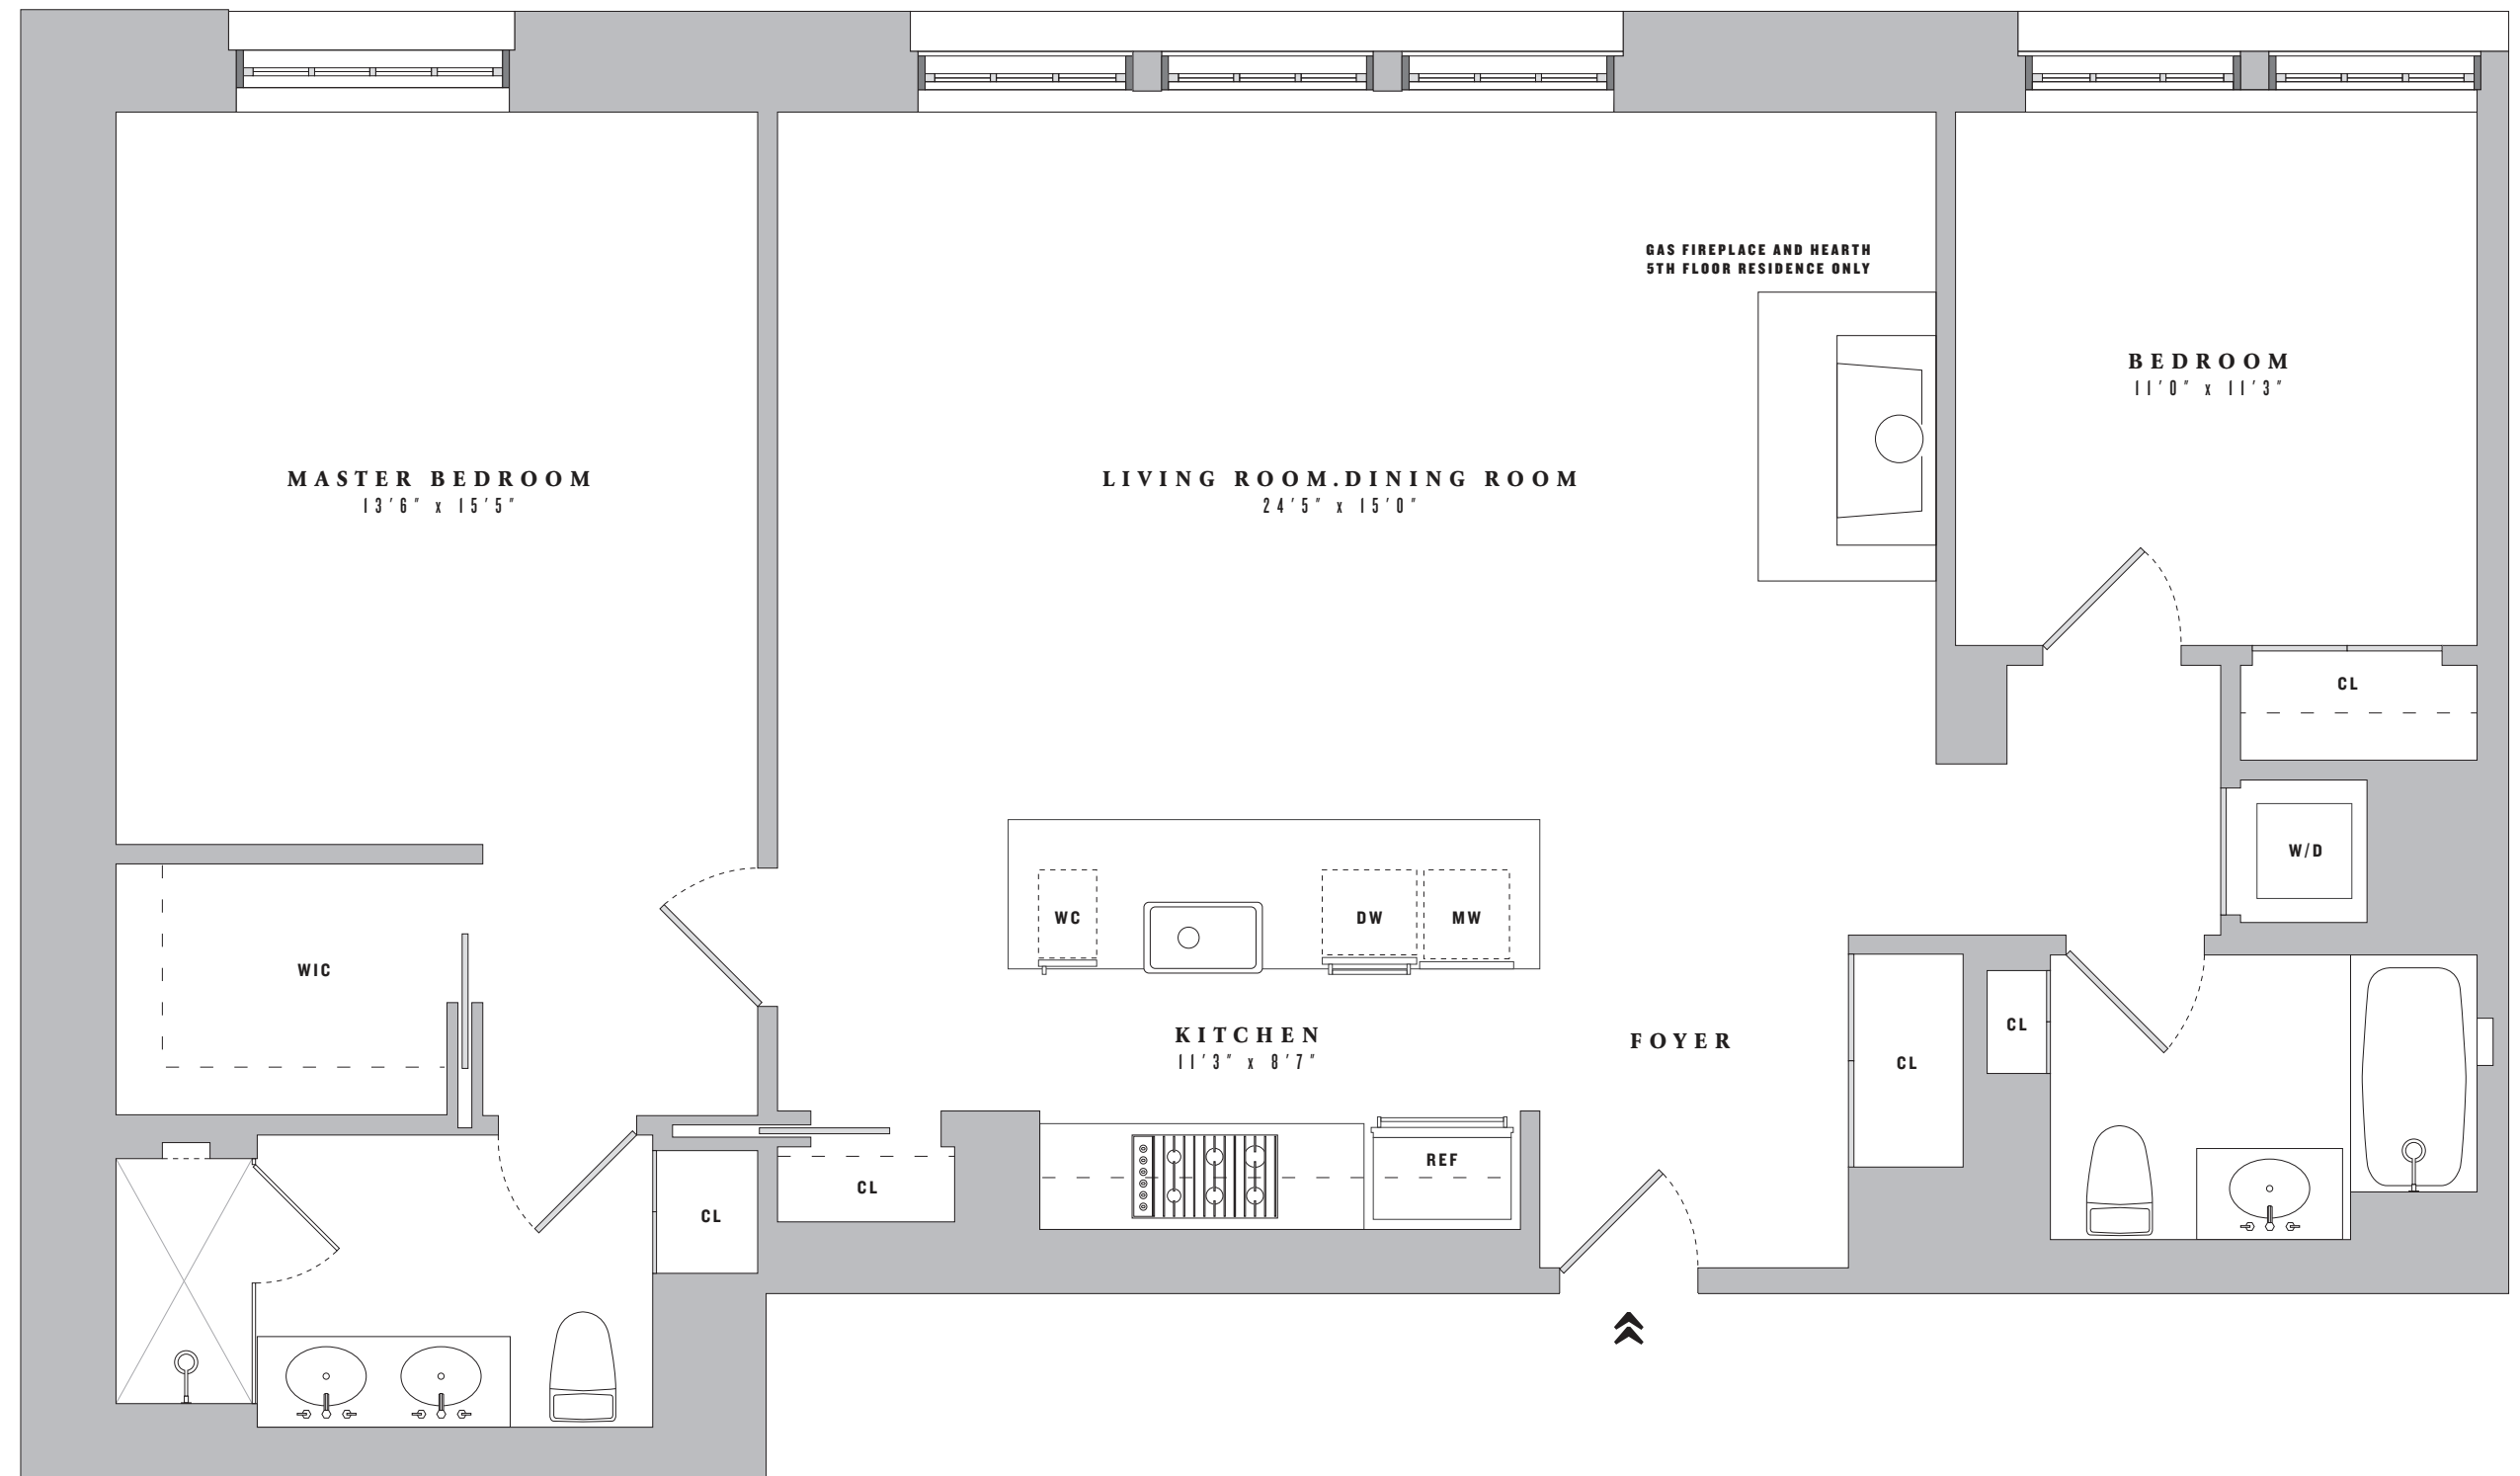 GAS FIREPLACE AND HEARTH
5TH FLOOR RESIDENCE ONLY
BEDROOM
11'0" x 11'3"
MASTER BEDROOM
13'6" x 15'5"
LIVING ROOM.DINING ROOM
24'5" x 15'0"
CL
W/D
WC
DW
MW
WIC
KITCHEN
11'3" x 8'7"
FOYER
CL
CL
REF
CL
CL